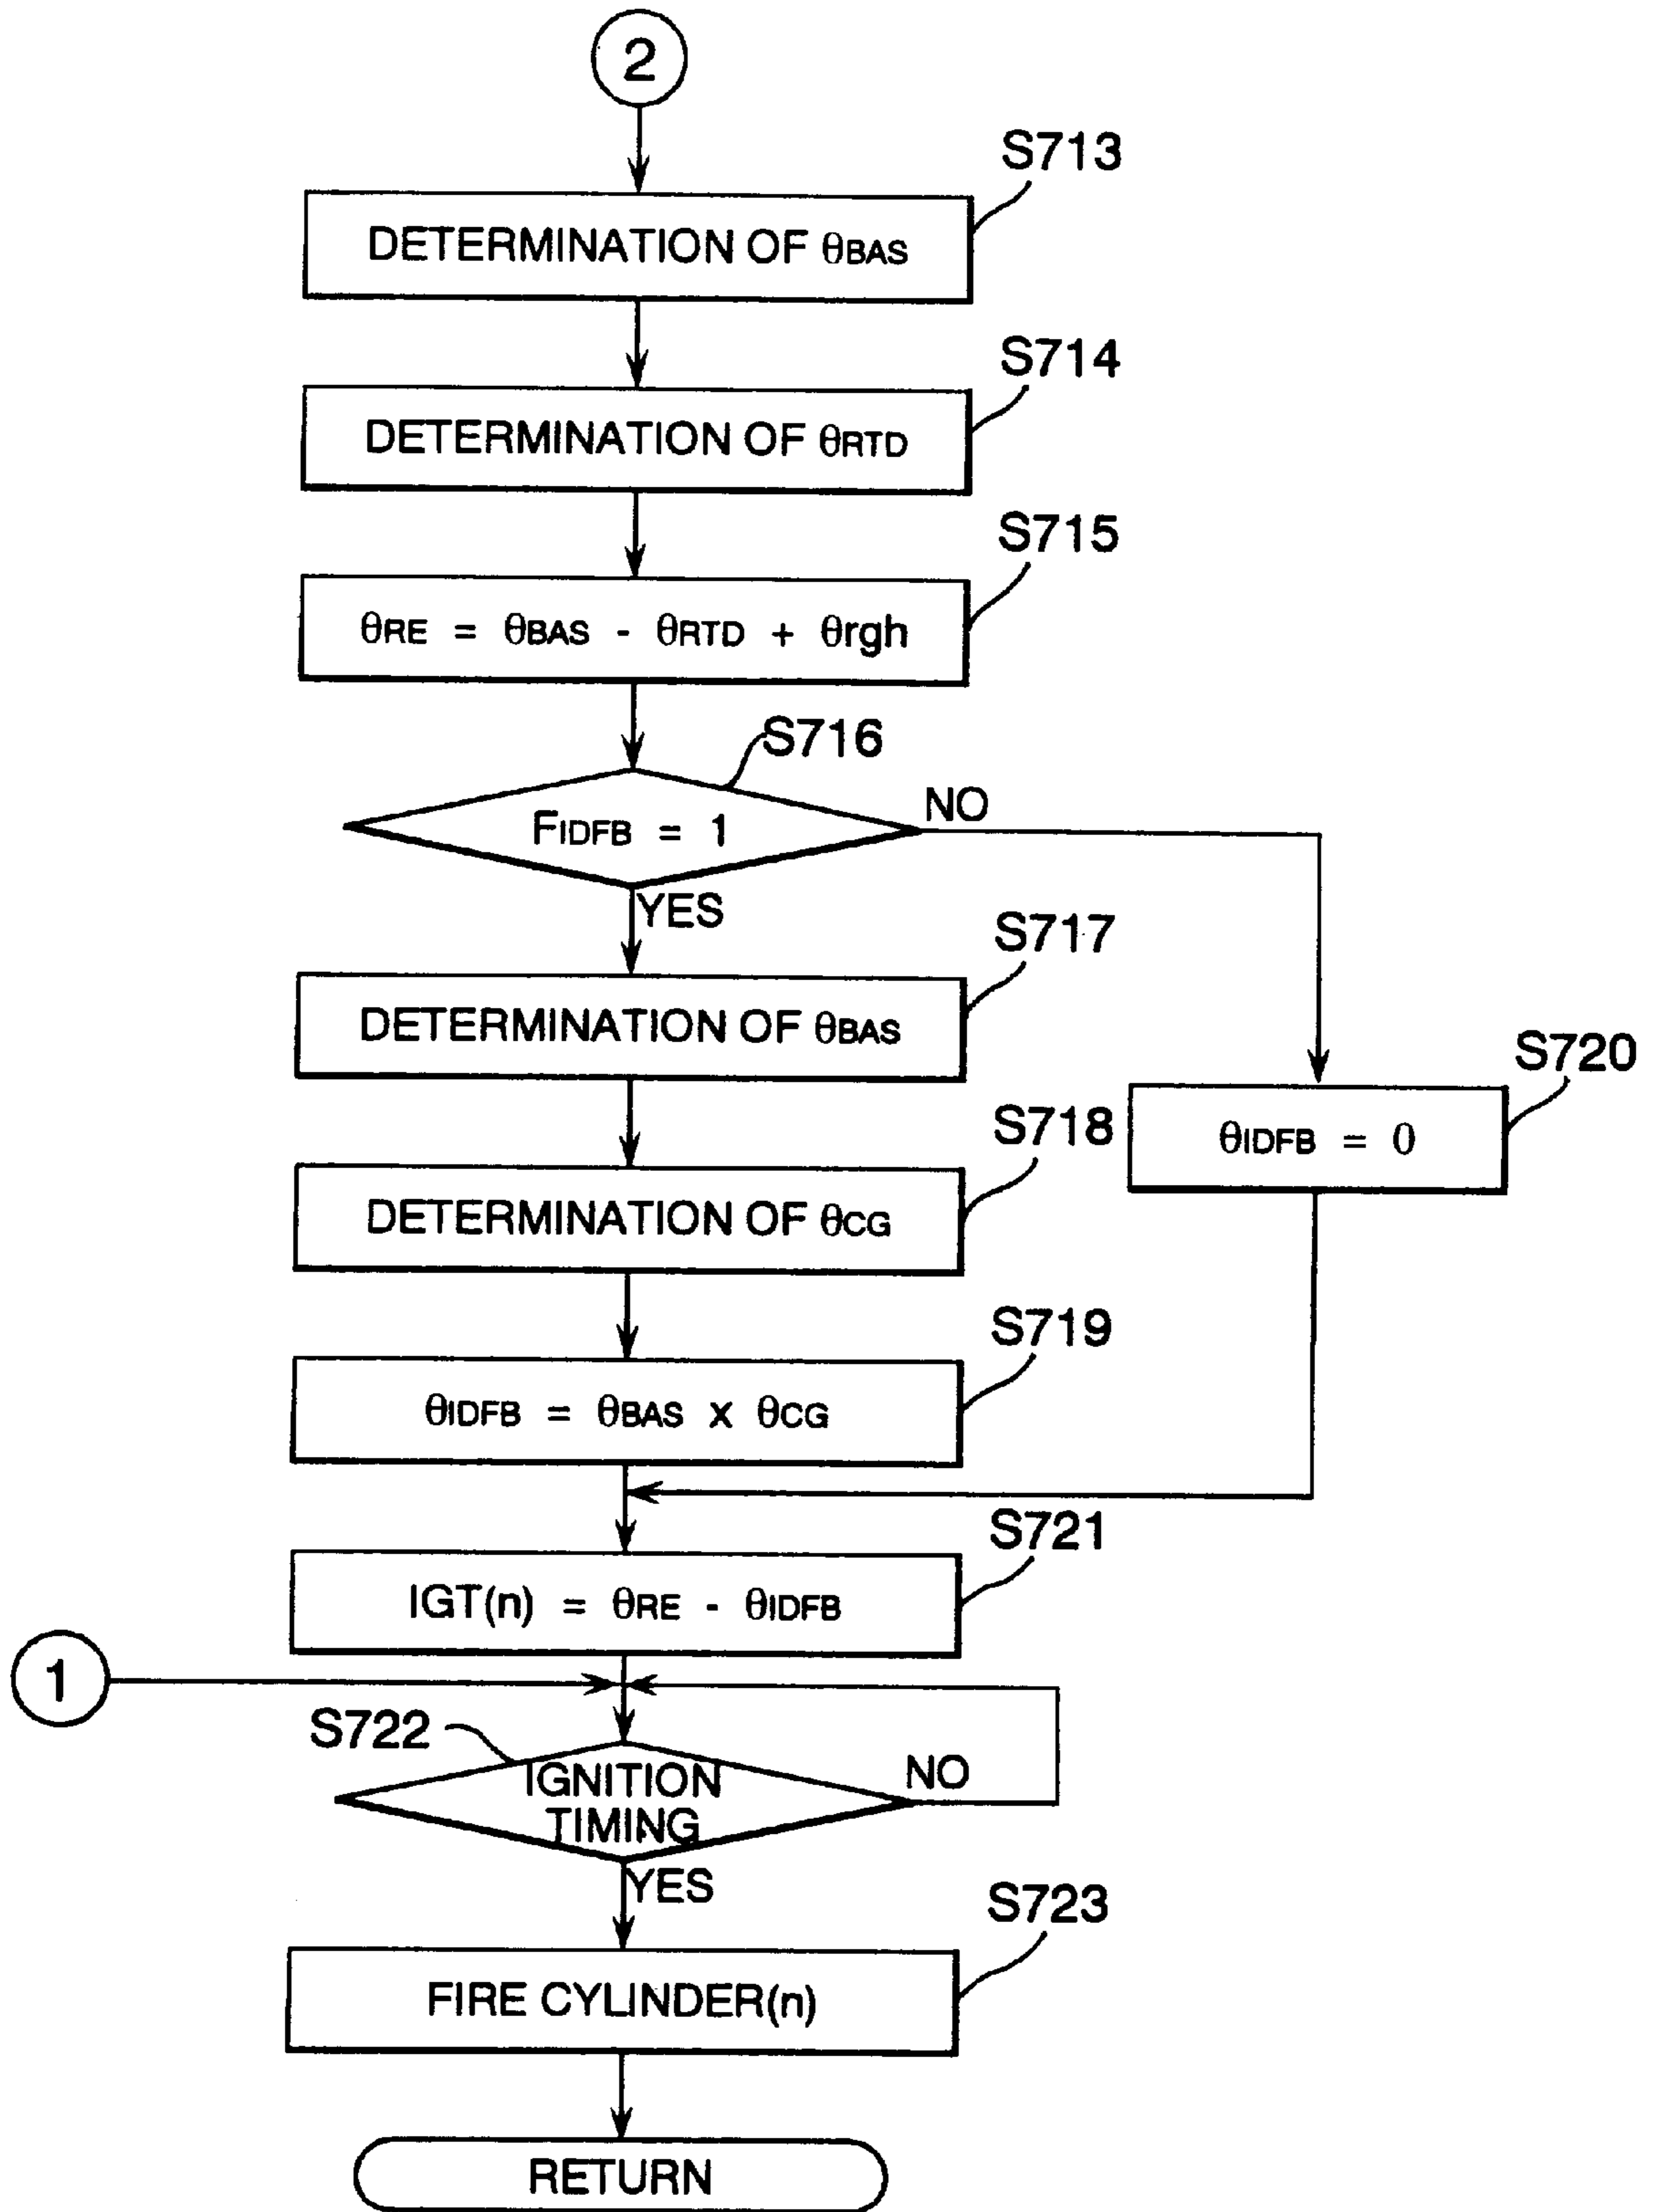 2
S713
DETERMINATION OF θBAS
S714
DETERMINATION OF θRTD
S715
θRE = θBAS - θRTD + θrgh
S716
FIDFB = 1
NO
YES
S717
DETERMINATION OF θBAS
S720
θIDFB = 0
S718
DETERMINATION OF θCG
S719
θIDFB = θBAS x θCG
S721
IGT(n) = θRE - θIDFB
1
S722
IGNITION
TIMING
NO
YES
S723
FIRE CYLINDER(n)
RETURN